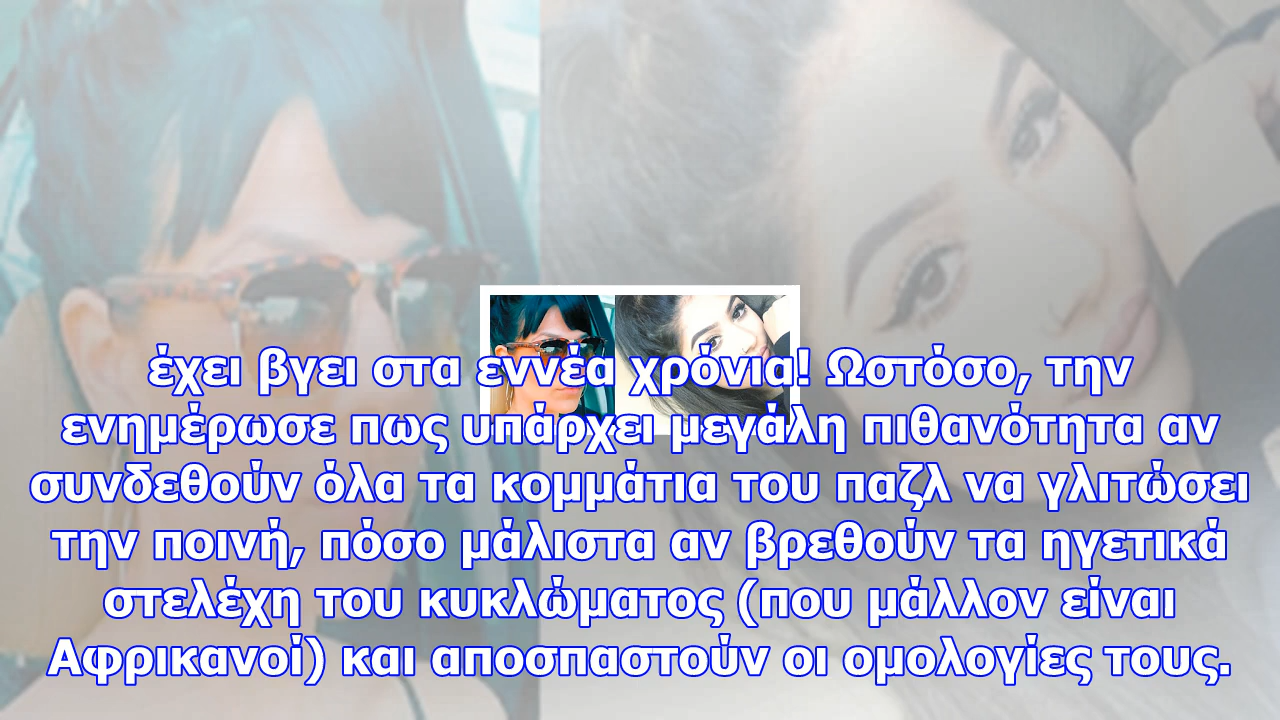 έχει βγει στα εννέα χρόνια! Ωστόσο, την
ενημέρωσε πως υπάρχει μεγάλη πιθανότητα αν
συνδεθούν όλα τα κομμάτια του παζλ να γλιτώσει
την ποινή, πόσο μάλιστα αν βρεθούν τα ηγετικά
στελέχη του κυκλώματος (που μάλλον είναι
Αφρικανοί) και αποσπαστούν οι ομολογίες τους.